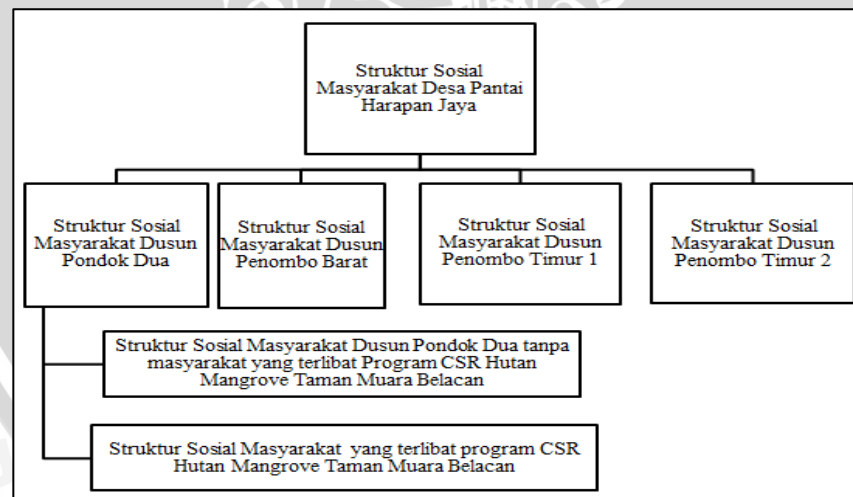 Struktur Sosial
Masyarakat Desa Pantai
Harapan Jaya
Struktur Sosial
Masyarakat Dusun
Pondok Dua
Struktur Sosial
Masyarakat Dusun
Penombo Barat
Struktur Sosial
Masyarakat Dusun
Penombo Timur 1
Struktur Sosial
Masyarakat Dusun
Penombo Timur 2
Struktur Sosial Masyarakat Dusun Pondok Dua tanpa
masyarakat yang terlibat Program CSR Hutan
Mangrove Taman Muara Belacan
Struktur Sosial Masyarakat yang terlibat program CSR
Hutan Mangrove Taman Muara Belacan